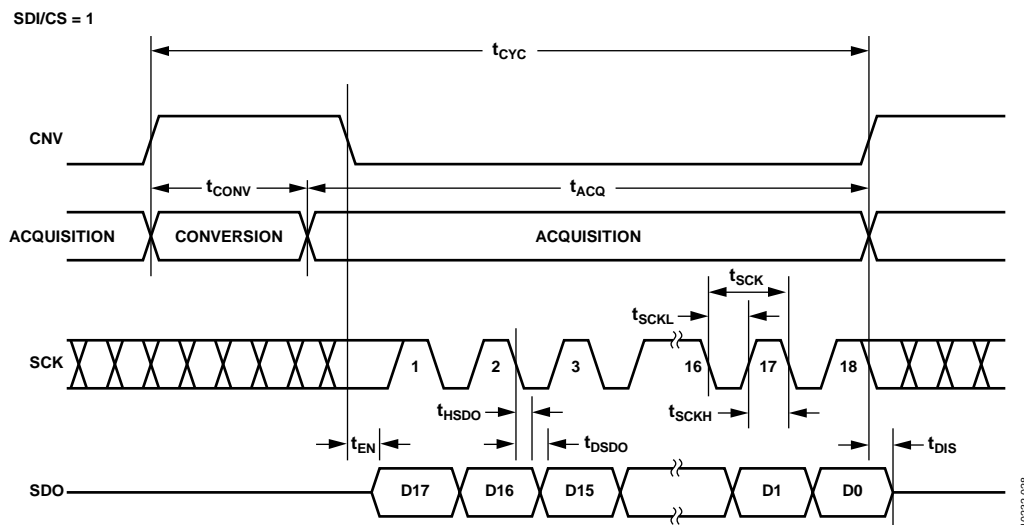 SDI/CS = 1
tCYC
CNV
tCONV
tACQ
ACQUISITION
CONVERSION
ACQUISITION
tSCK
tSCKL
SCK
1
2
3
16
17
18
tHSDO
tSCKH
tEN
tDSDO
tDIS
SDO
D17
D16
D15
D1
D0